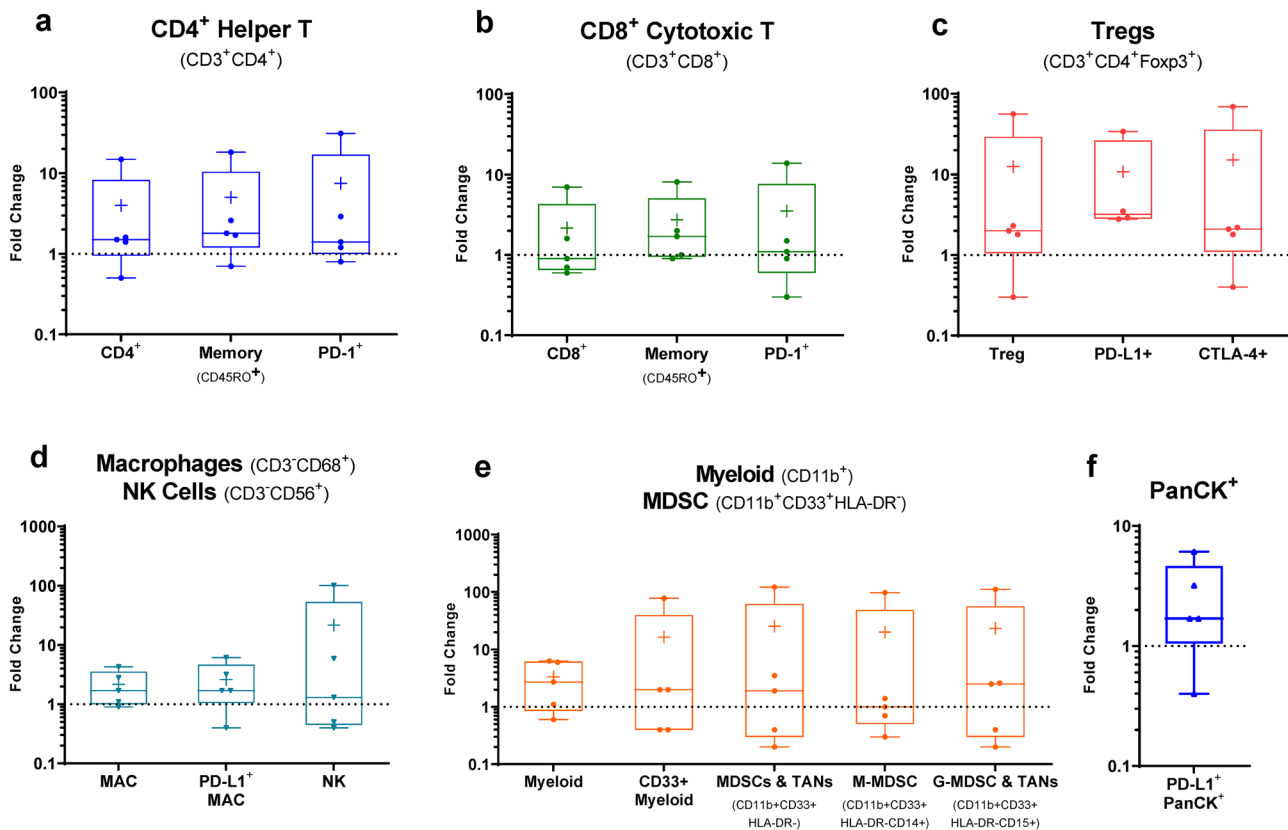 a
CD4⁺ Helper T
(CD3⁺CD4⁺)
Fold Change
100
10
1
0.1
CD4⁺
Memory
(CD45RO⁺)
PD-1⁺
b
CD8⁺ Cytotoxic T
(CD3⁺CD8⁺)
Fold Change
100
10
1
0.1
CD8⁺
Memory
(CD45RO⁺)
PD-1⁺
c
Tregs
(CD3⁺CD4⁺Foxp3⁺)
Fold Change
100
10
1
0.1
Treg
PD-L1+
CTLA-4+
d
Macrophages (CD3⁻CD68⁺)
NK Cells (CD3⁻CD56⁺)
Fold Change
1000
100
10
1
0.1
MAC
PD-L1⁺
MAC
NK
e
Myeloid (CD11b⁺)
MDSC (CD11b⁺CD33⁺HLA-DR⁻)
Fold Change
1000
100
10
1
0.1
Myeloid
CD33+
Myeloid
MDSCs & TANs
(CD11b+CD33+
HLA-DR-)
M-MDSC
(CD11b+CD33+
HLA-DR-CD14+)
G-MDSC & TANs
(CD11b+CD33+
HLA-DR-CD15+)
f
PanCK⁺
Fold Change
10
1
0.1
PD-L1⁺
PanCK⁺